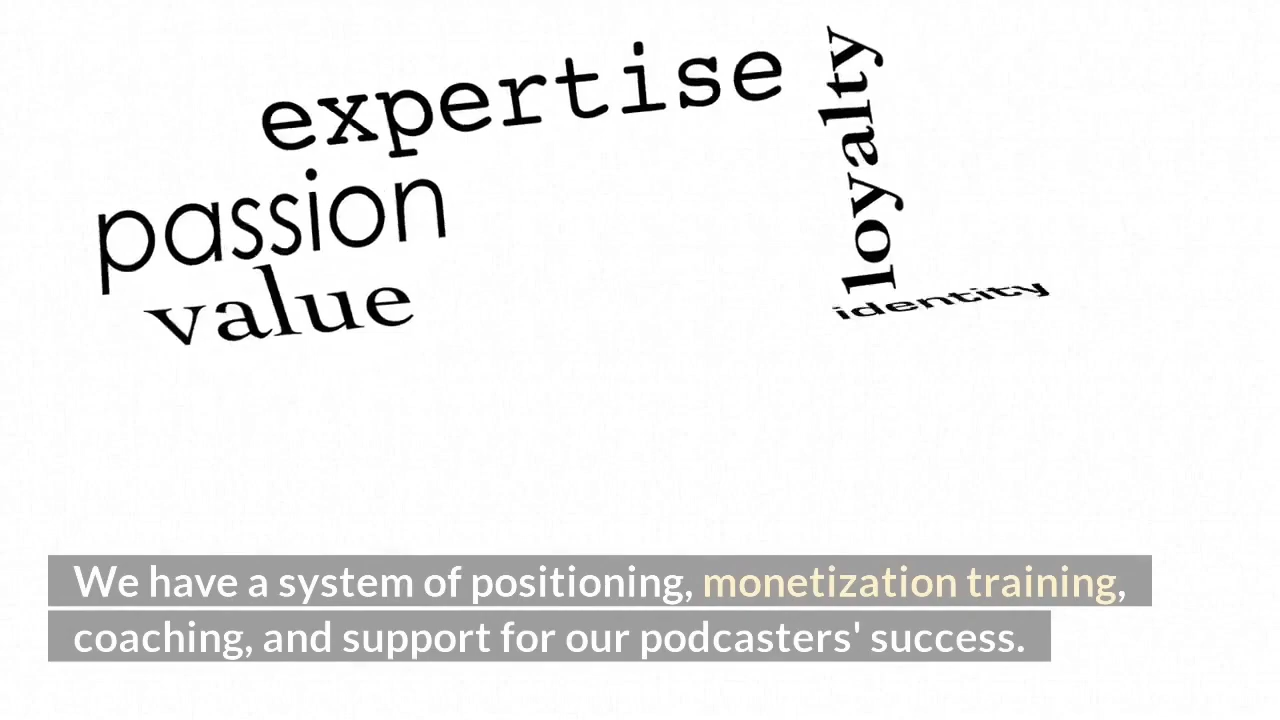 expertise
loyalty
passion
value
identity
We have a system of positioning, monetization training,
coaching, and support for our podcasters' success.